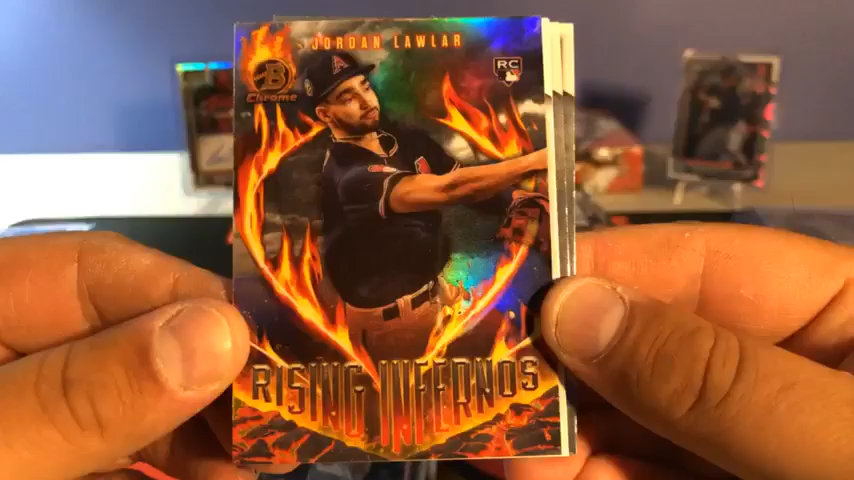 JORDAN LAWLAR
B
Chrome
RC
A
RISING INFERNOS